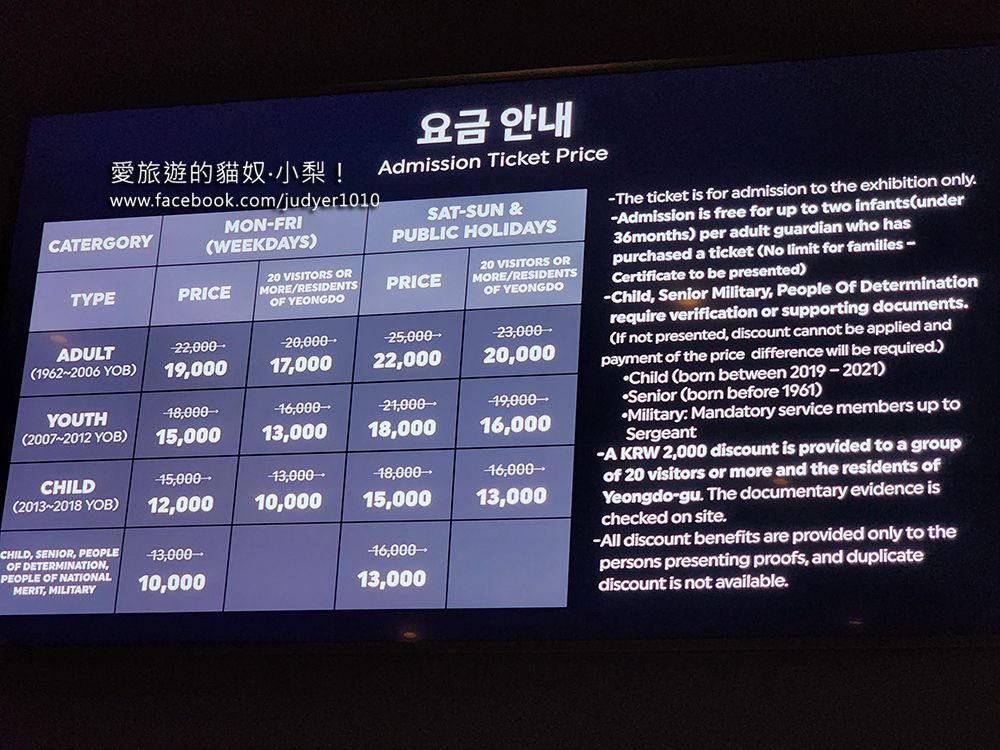 요금 안내
Admission Ticket Price
愛旅遊的貓奴·小梨！
www.facebook.com/judyer1010
CATERGORY
MON-FRI
(WEEKDAYS)
SAT-SUN &
PUBLIC HOLIDAYS
TYPE
PRICE
20 VISITORS OR
MORE/RESIDENTS
OF YEONGDO
PRICE
20 VISITORS OR
MORE/RESIDENTS
OF YEONGDO
ADULT
(1962~2006 YOB)
22,000→
19,000
20,000→
17,000
25,000→
22,000
23,000→
20,000
YOUTH
(2007~2012 YOB)
18,000→
15,000
16,000→
13,000
21,000→
18,000
19,000→
16,000
CHILD
(2013~2018 YOB)
15,000→
12,000
13,000→
10,000
18,000→
15,000
16,000→
13,000
CHILD, SENIOR, PEOPLE
OF DETERMINATION,
PEOPLE OF NATIONAL
MERIT, MILITARY
13,000→
10,000
16,000→
13,000
-The ticket is for admission to the exhibition only.
-Admission is free for up to two infants(under
36months) per adult guardian who has
purchased a ticket (No limit for families –
Certificate to be presented)
-Child, Senior Military, People Of Determination
require verification or supporting documents.
(If not presented, discount cannot be applied and
payment of the price difference will be required.)
•Child (born between 2019 – 2021)
•Senior (born before 1961)
•Military: Mandatory service members up to
Sergeant
-A KRW 2,000 discount is provided to a group
of 20 visitors or more and the residents of
Yeongdo-gu. The documentary evidence is
checked on site.
-All discount benefits are provided only to the
persons presenting proofs, and duplicate
discount is not available.